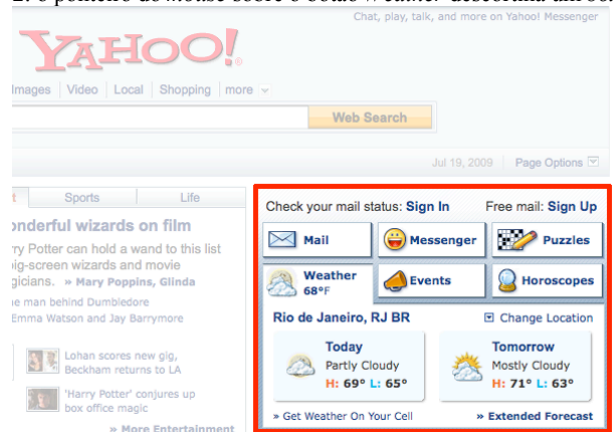 Chat, play, talk, and more on Yahoo! Messenger
YAHOO!
Images Video Local Shopping more
Web Search
Jul 19, 2009 Page Options
Sports Life
wizards on film
Potter can hold a wand to this list
screen wizards and movie
» Mary Poppins, Glinda
man behind Dumbledore
Emma Watson and Jay Barrymore
Lohan scores new gig,
Beckham returns to LA
'Harry Potter' conjures up
box office magic
» More Entertainment
Check your mail status: Sign In Free mail: Sign Up
Mail Messenger Puzzles
Weather
68°F
Events Horoscopes
Rio de Janeiro, RJ BR Change Location
Today
Partly Cloudy
H: 69° L: 65°
Tomorrow
Mostly Cloudy
H: 71° L: 63°
» Get Weather On Your Cell » Extended Forecast